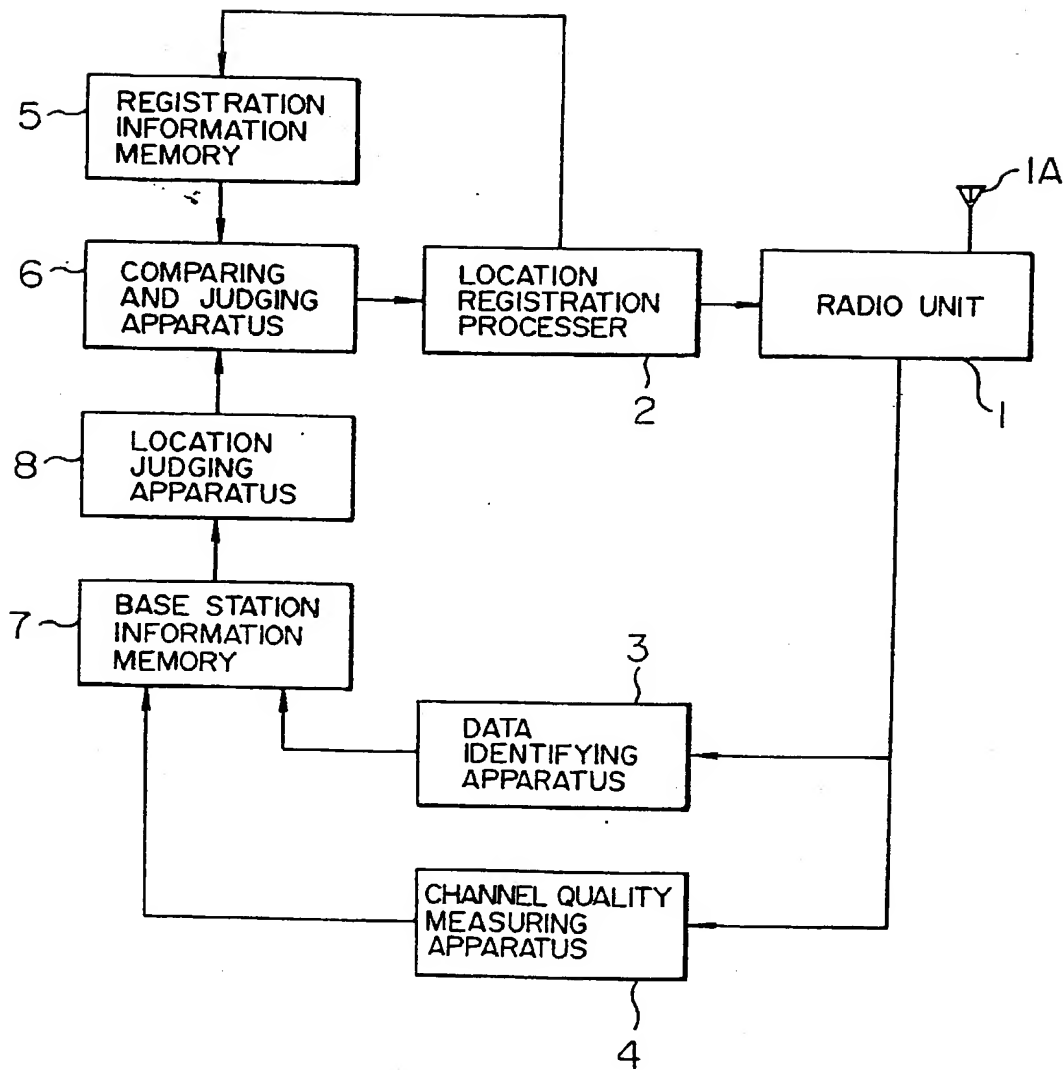 5
REGISTRATION
INFORMATION
MEMORY
1A
6
COMPARING
AND JUDGING
APPARATUS
LOCATION
REGISTRATION
PROCESSER
RADIO UNIT
2
1
8
LOCATION
JUDGING
APPARATUS
7
BASE STATION
INFORMATION
MEMORY
3
DATA
IDENTIFYING
APPARATUS
CHANNEL QUALITY
MEASURING
APPARATUS
4